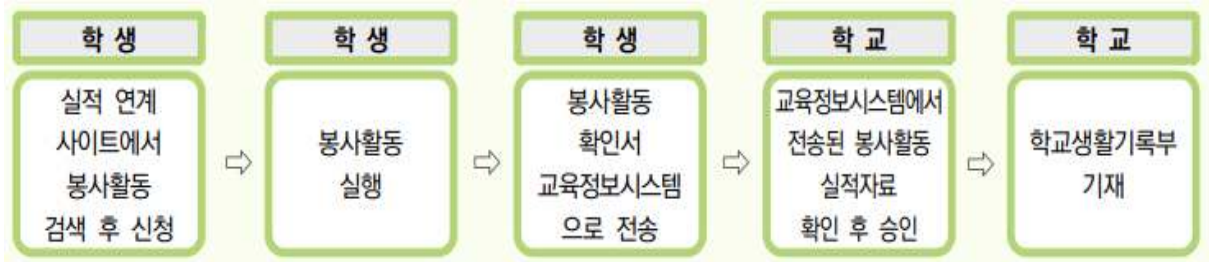 학 생
실적 연계
사이트에서
봉사활동
검색 후 신청
⇨
학 생
봉사활동
실행
⇨
학 생
봉사활동
확인서
교육정보시스템
으로 전송
⇨
학 교
교육정보시스템에서
전송된 봉사활동
실적자료
확인 후 승인
⇨
학 교
학교생활기록부
기재